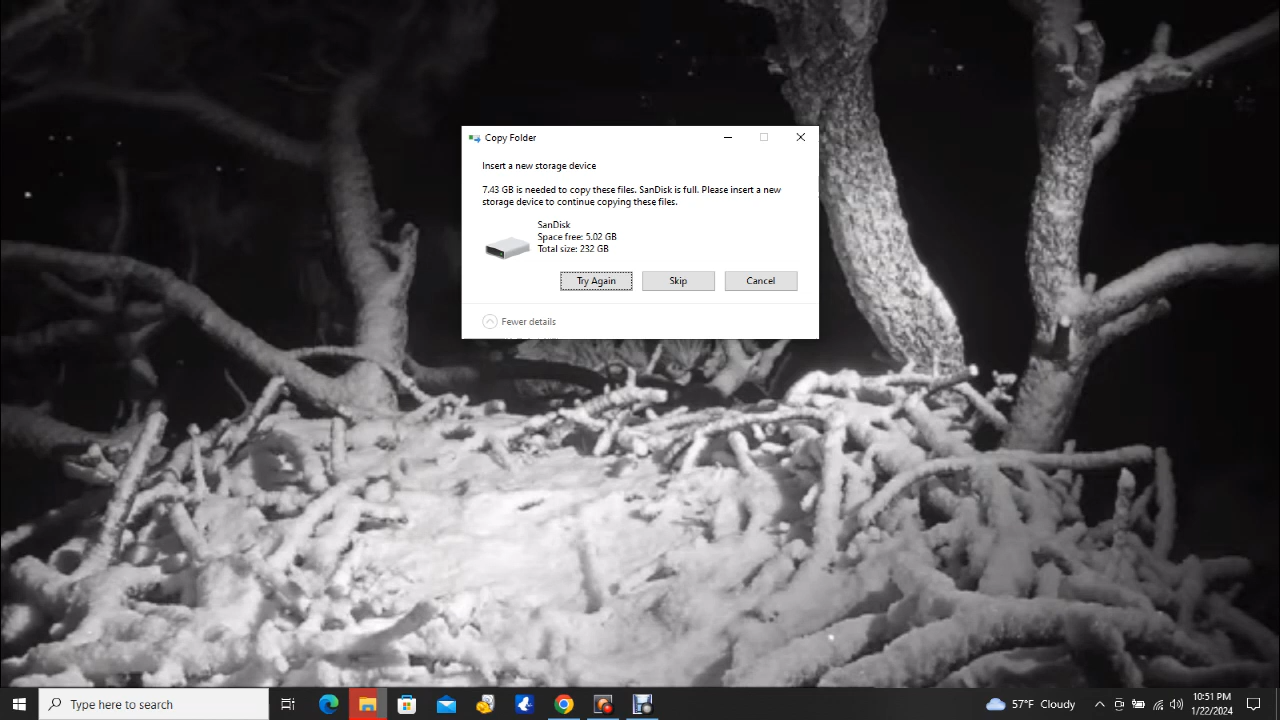 Copy Folder
Insert a new storage device
7.43 GB is needed to copy these files. SanDisk is full. Please insert a new
storage device to continue copying these files.
SanDisk
Space free: 5.02 GB
Total size: 232 GB
Try Again
Skip
Cancel
Fewer details
Type here to search
57°F Cloudy
10:51 PM
1/22/2024